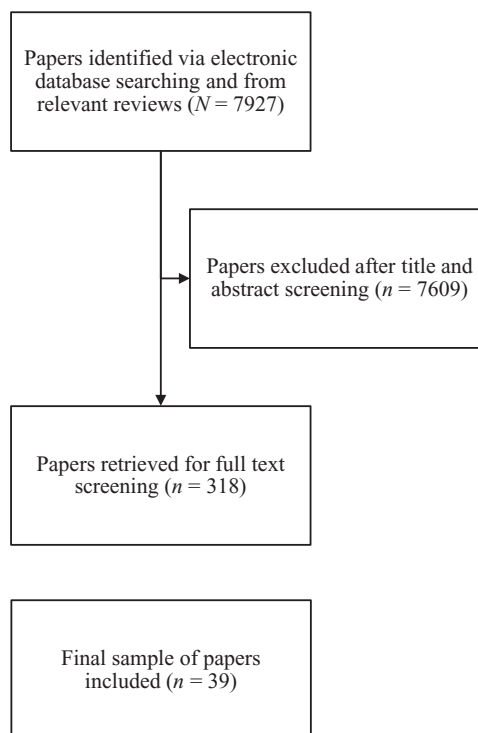 Papers identified via electronic
database searching and from
relevant reviews (N = 7927)
Papers excluded after title and
abstract screening (n = 7609)
Papers retrieved for full text
screening (n = 318)
Final sample of papers
included (n = 39)